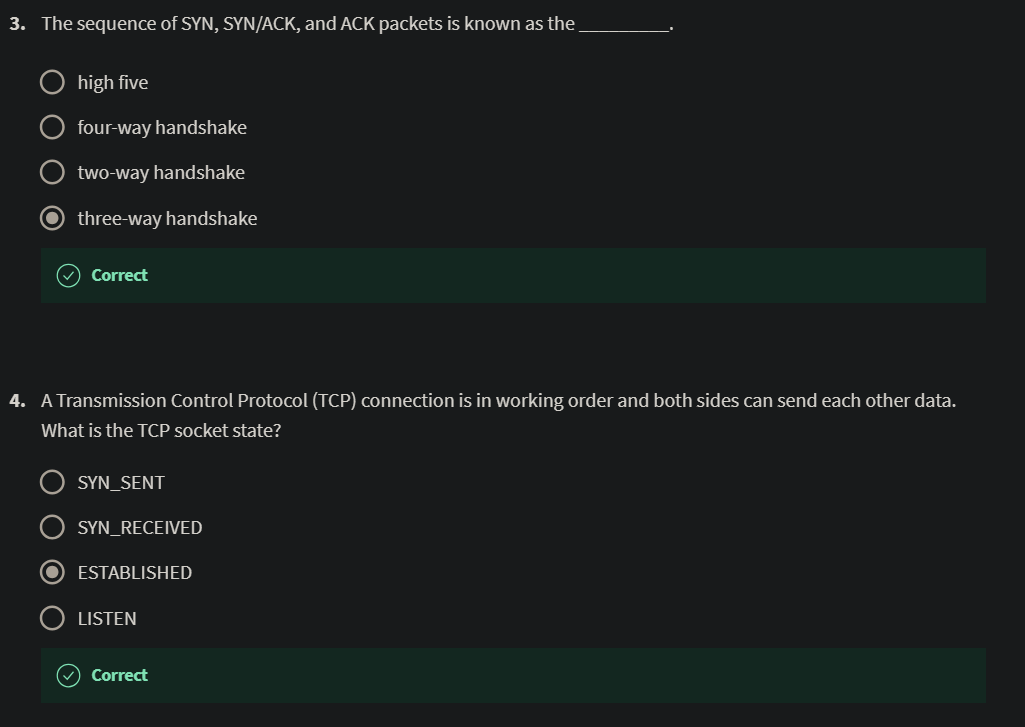 3. The sequence of SYN, SYN/ACK, and ACK packets is known as the _________.
high five
four-way handshake
two-way handshake
three-way handshake
Correct
4. A Transmission Control Protocol (TCP) connection is in working order and both sides can send each other data.
What is the TCP socket state?
SYN_SENT
SYN_RECEIVED
ESTABLISHED
LISTEN
Correct